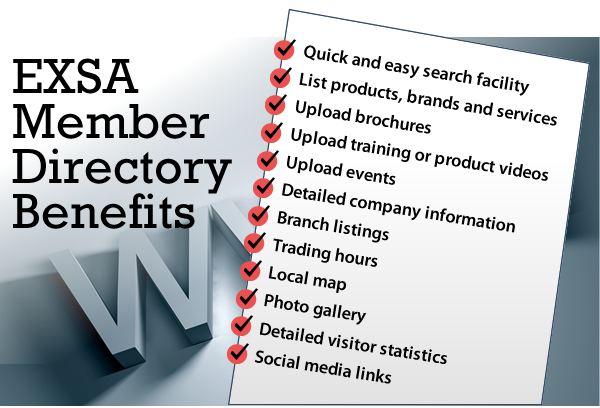 EXSA
Member
Directory
Benefits
Quick and easy search facility
List products, brands and services
Upload brochures
Upload training or product videos
Upload events
Detailed company information
Branch listings
Trading hours
Local map
Photo gallery
Detailed visitor statistics
Social media links
W